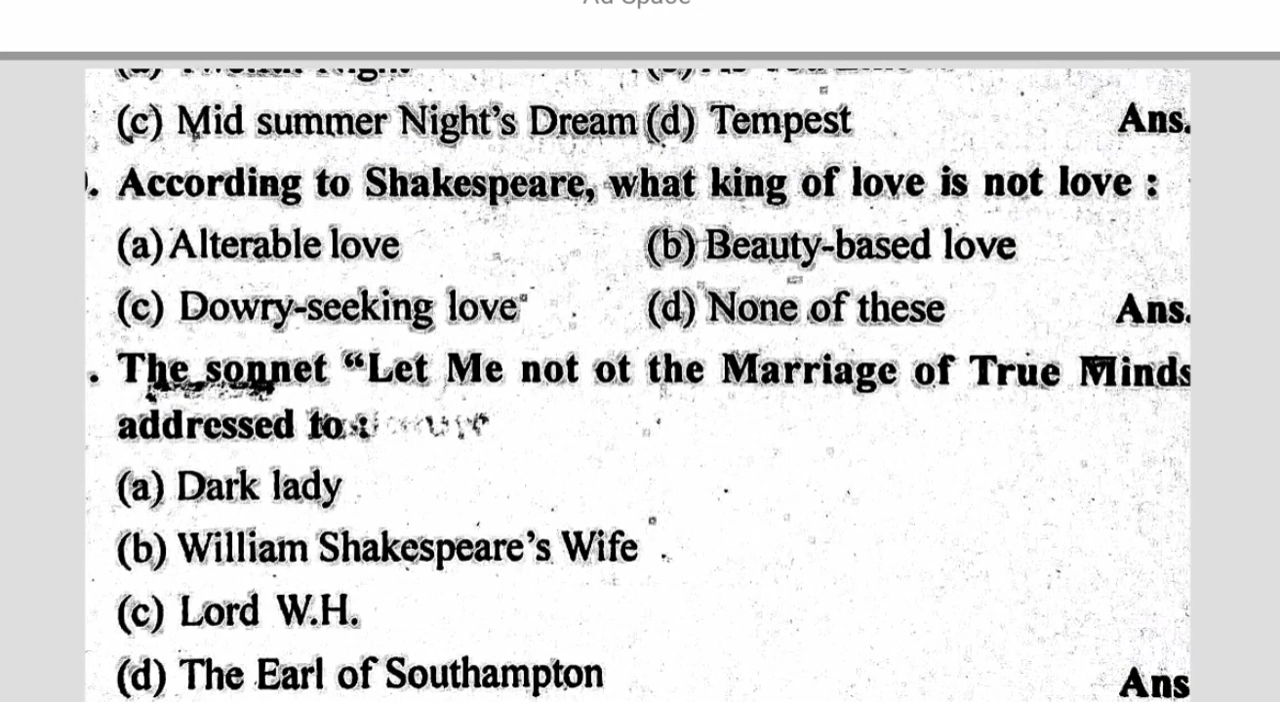 Ad Space
(c) Mid summer Night's Dream (d) Tempest Ans.
. According to Shakespeare, what king of love is not love :
(a) Alterable love (b) Beauty-based love
(c) Dowry-seeking love (d) None of these Ans.
. The sonnet “Let Me not ot the Marriage of True Minds
addressed to :
(a) Dark lady
(b) William Shakespeare's Wife
(c) Lord W.H.
(d) The Earl of Southampton Ans